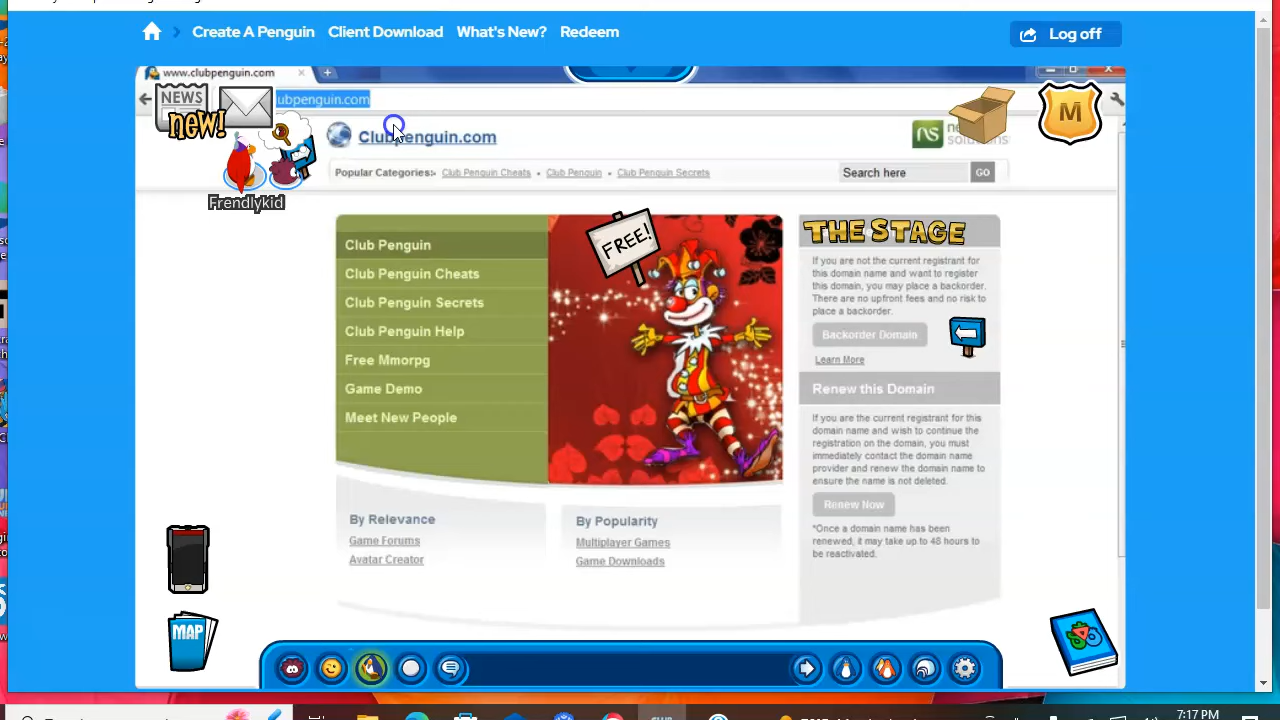 Create A Penguin Client Download What's New? Redeem Log off
www.clubpenguin.com
ubpenguin.com
NEWS
new!
M
Clubpenguin.com
Popular Categories:- Club Penguin Cheats • Club Penguin • Club Penguin Secrets
Search here GO
Frendlykid
Club Penguin
Club Penguin Cheats
Club Penguin Secrets
Club Penguin Help
Free Mmorpg
Game Demo
Meet New People
FREE!
THE STAGE
If you are not the current registrant for
this domain name and want to register
this domain, you may place a backorder.
There are no upfront fees and no risk to
place a backorder.
Backorder Domain
Learn More
Renew this Domain
If you are the current registrant for this
domain name and wish to continue the
registration on the domain, you must
immediately contact the domain name
provider and renew the domain name to
ensure the name is not deleted.
Renew Now
*Once a domain name has been
renewed, it may take up to 48 hours to
be reactivated.
By Relevance
Game Forums
Avatar Creator
By Popularity
Multiplayer Games
Game Downloads
MAP
7:17 PM